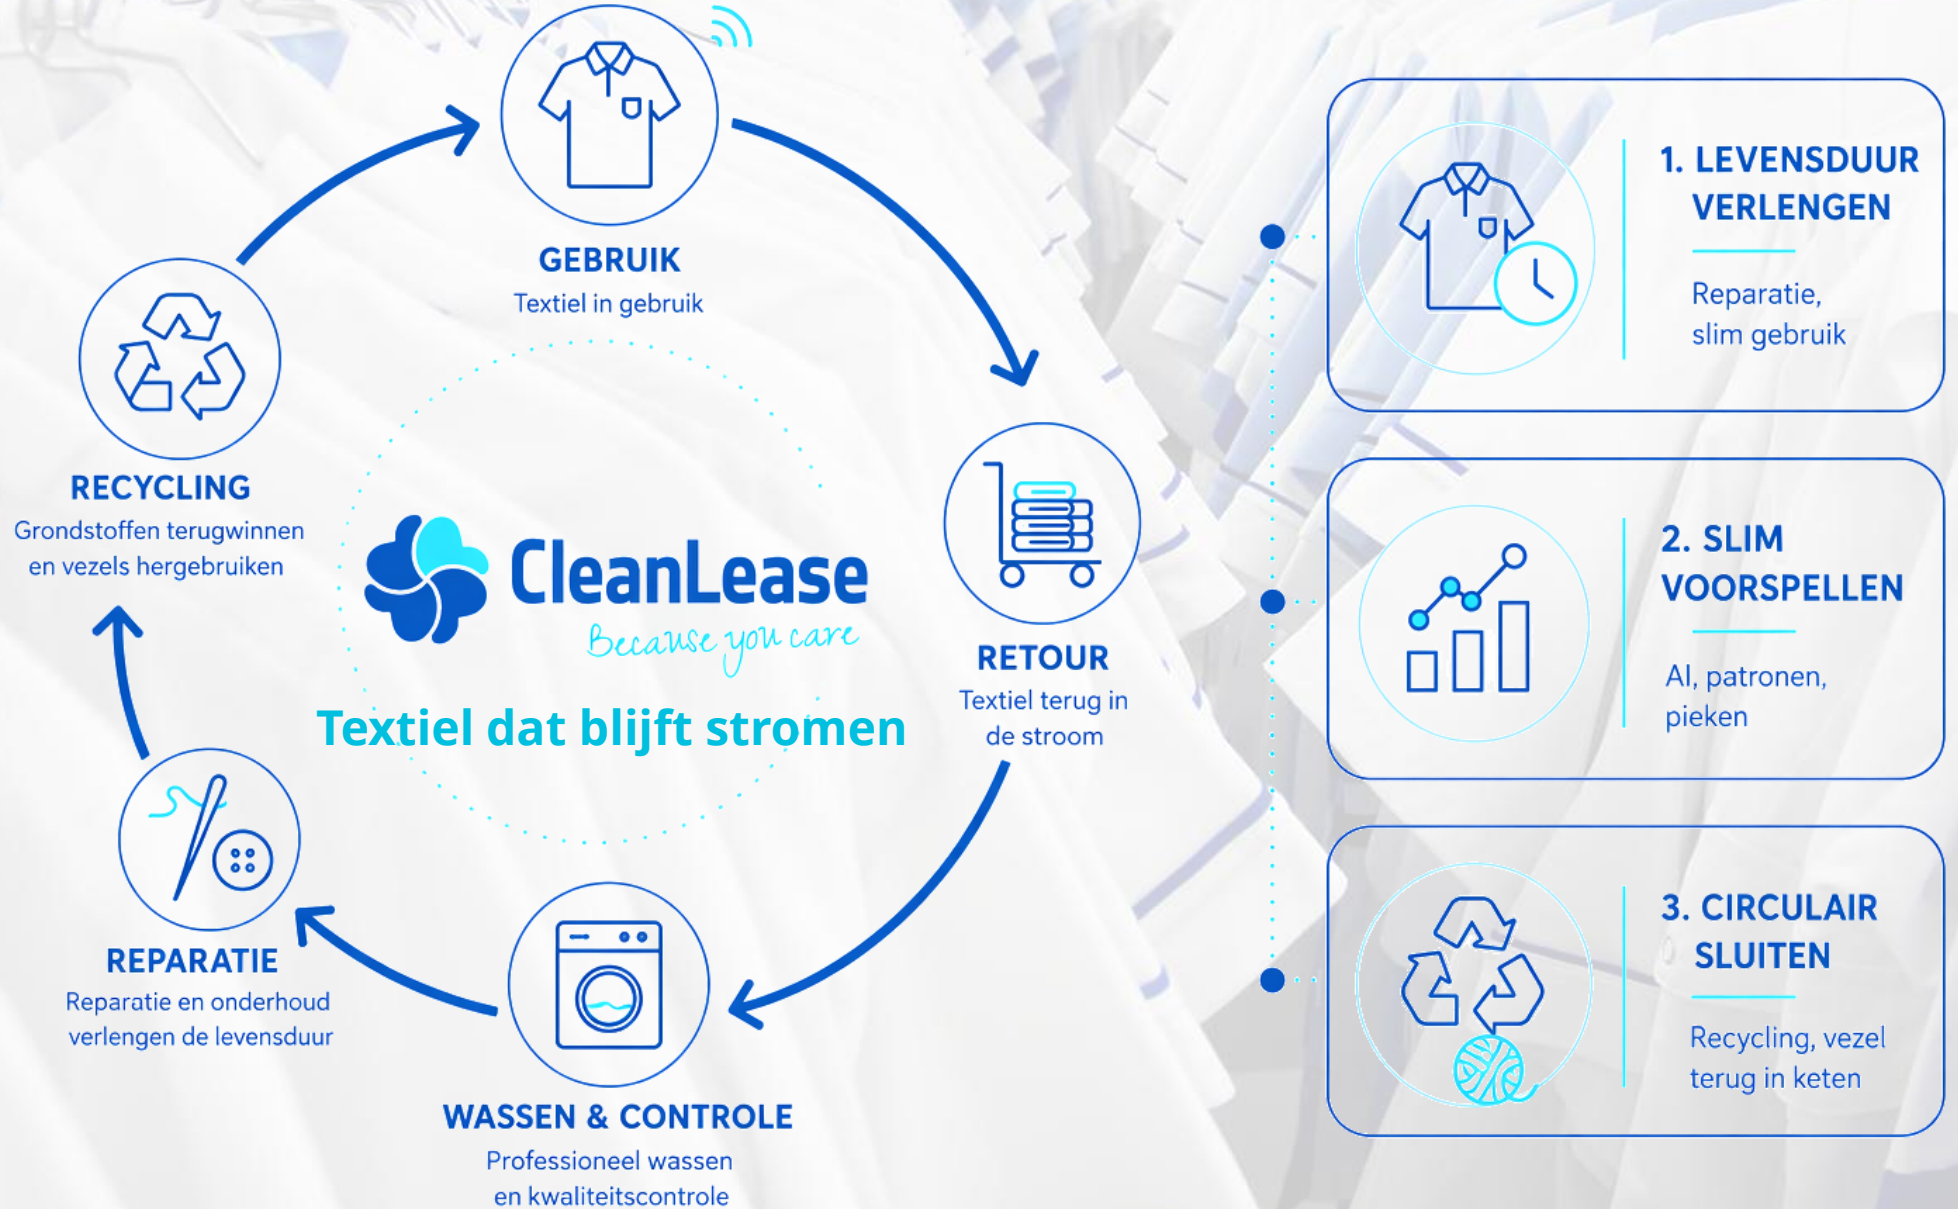 GEBRUIK
Textiel in gebruik
RETOUR
Textiel terug in
de stroom
WASSEN & CONTROLE
Professioneel wassen
en kwaliteitscontrole
REPARATIE
Reparatie en onderhoud
verlengen de levensduur
RECYCLING
Grondstoffen terugwinnen
en vezels hergebruiken
CleanLease
Because you care
Textiel dat blijft stromen
1. LEVENSDUUR
VERLENGEN
Reparatie,
slim gebruik
2. SLIM
VOORSPELLEN
AI, patronen,
pieken
3. CIRCULAIR
SLUITEN
Recycling, vezel
terug in keten